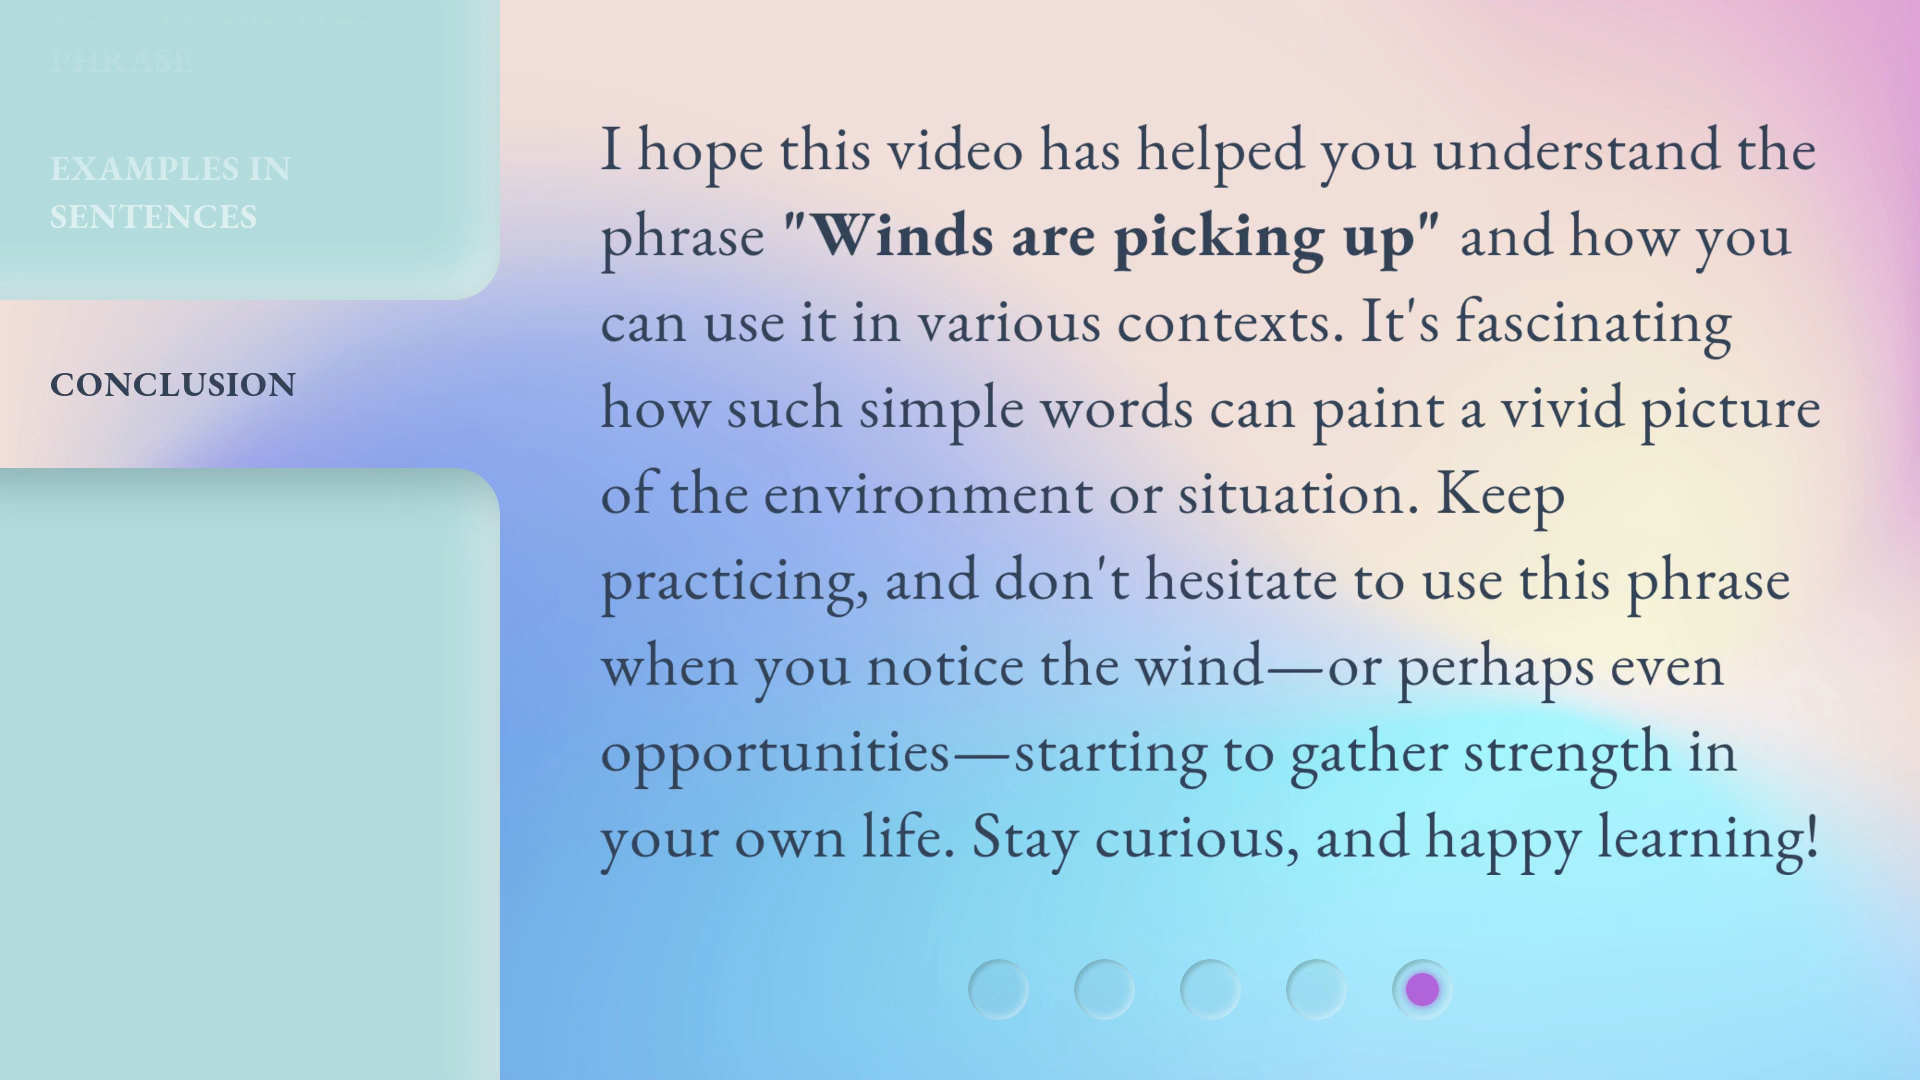 PHRASE
EXAMPLES IN
SENTENCES
CONCLUSION
I hope this video has helped you understand the
phrase "Winds are picking up" and how you
can use it in various contexts. It's fascinating
how such simple words can paint a vivid picture
of the environment or situation. Keep
practicing, and don't hesitate to use this phrase
when you notice the wind—or perhaps even
opportunities—starting to gather strength in
your own life. Stay curious, and happy learning!